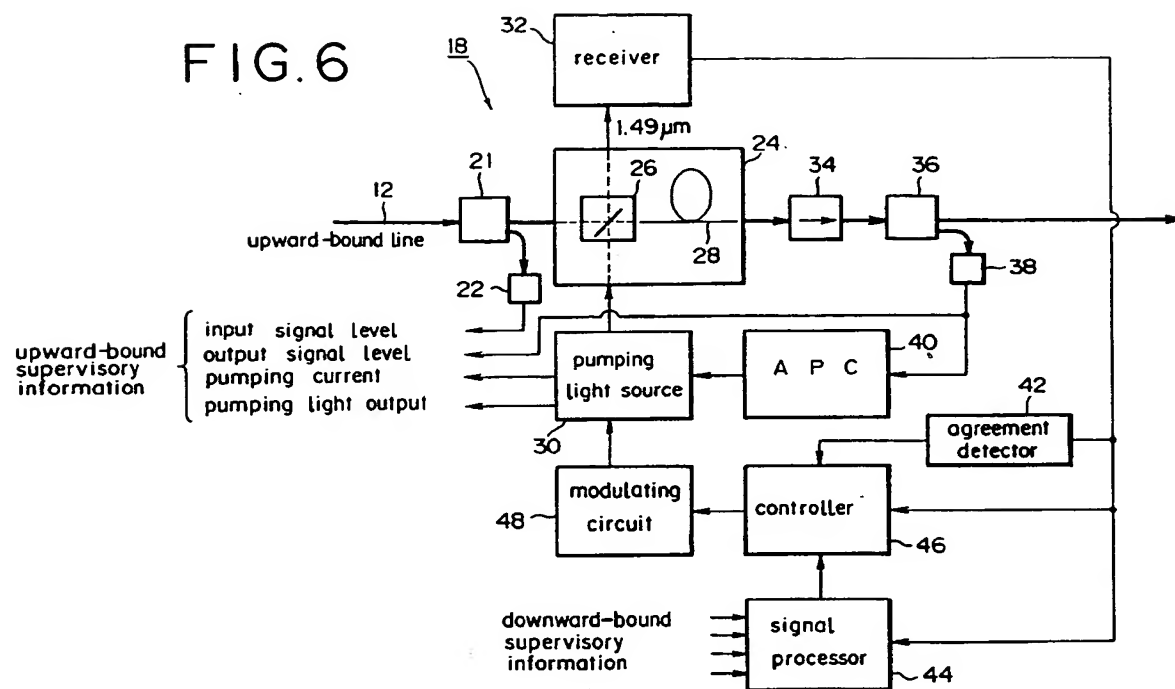 FIG.6
18
32
receiver
1.49µm
24
21
26
34
36
12
28
upward-bound line
22
38
upward-bound
supervisory
information
input signal level
output signal level
pumping current
pumping light output
pumping
light source
30
A P C
40
42
agreement
detector
modulating
circuit
48
controller
46
downward-bound
supervisory
information
signal
processor
44